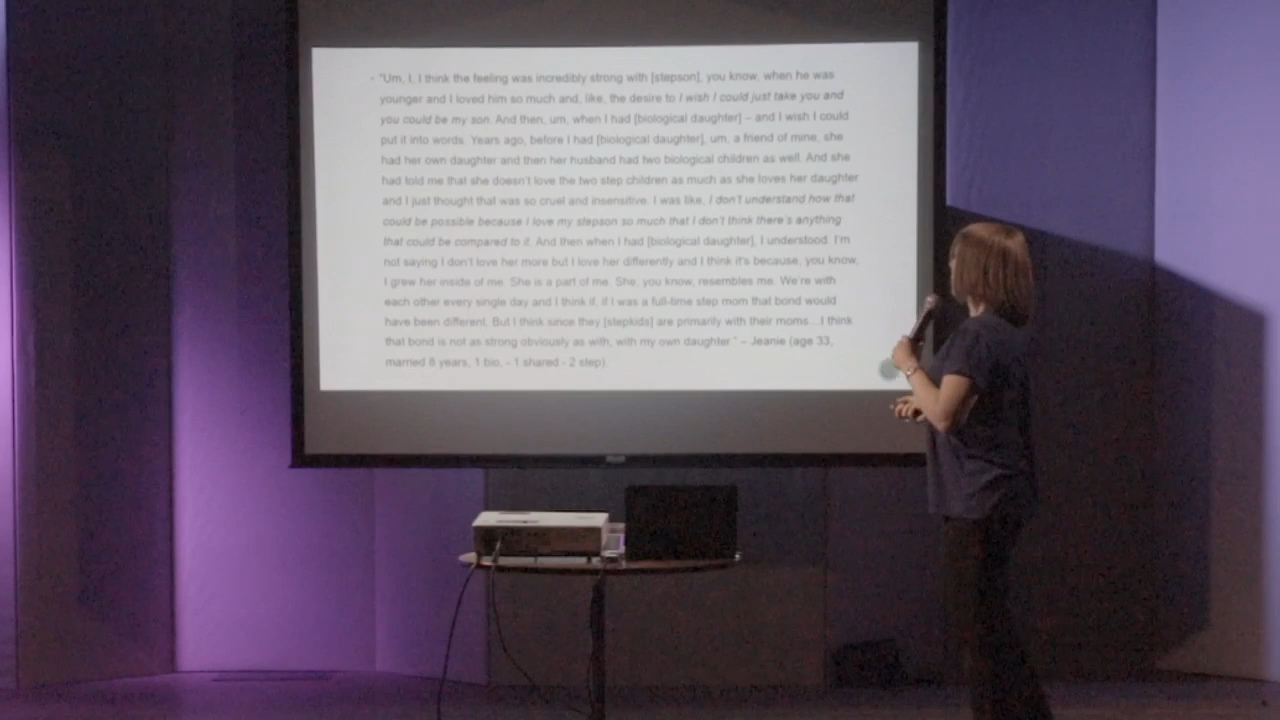 - "Um, I, I think the feeling was incredibly strong with [stepson], you know, when he was
younger and I loved him so much and, like, the desire to I wish I could just take you and
you could be my son. And then, um, when I had [biological daughter] – and I wish I could
put it into words. Years ago, before I had [biological daughter], um, a friend of mine, she
had her own daughter and then her husband had two biological children as well. And she
had told me that she doesn't love the two step children as much as she loves her daughter
and I just thought that was so cruel and insensitive. I was like, I don't understand how that
could be possible because I love my stepson so much that I don't think there's anything
that could be compared to it. And then when I had [biological daughter], I understood. I'm
not saying I don't love her more but I love her differently and I think it's because, you know,
I grew her inside of me. She is a part of me. She, you know, resembles me. We're with
each other every single day and I think if, if I was a full-time step mom that bond would
have been different. But I think since they [stepkids] are primarily with their moms...I think
that bond is not as strong obviously as with, with my own daughter." – Jeanie (age 33,
married 8 years, 1 bio, - 1 shared - 2 step)